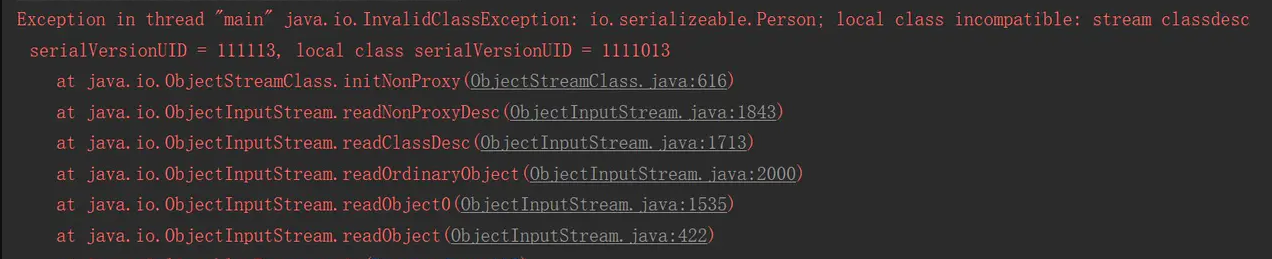 Exception in thread "main" java.io.InvalidClassException: io.serializeable.Person; local class incompatible: stream classdesc
serialVersionUID = 111113, local class serialVersionUID = 1111013
at java.io.ObjectStreamClass.initNonProxy(ObjectStreamClass.java:616)
at java.io.ObjectInputStream.readNonProxyDesc(ObjectInputStream.java:1843)
at java.io.ObjectInputStream.readClassDesc(ObjectInputStream.java:1713)
at java.io.ObjectInputStream.readOrdinaryObject(ObjectInputStream.java:2000)
at java.io.ObjectInputStream.readObject0(ObjectInputStream.java:1535)
at java.io.ObjectInputStream.readObject(ObjectInputStream.java:422)